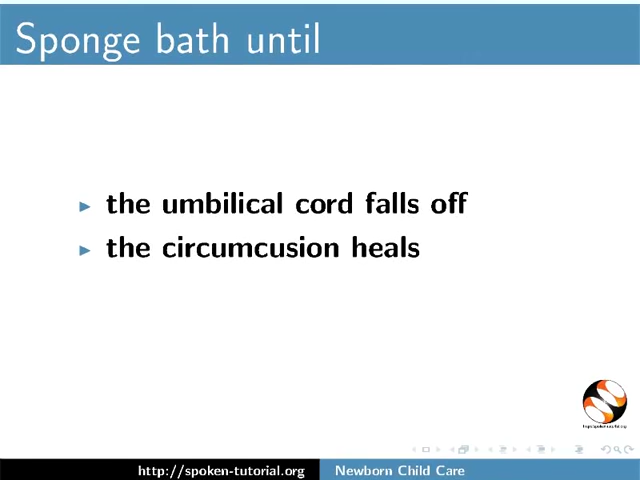 Sponge bath until
the umbilical cord falls off
the circumcusion heals
http://spoken-tutorial.org
Newborn Child Care